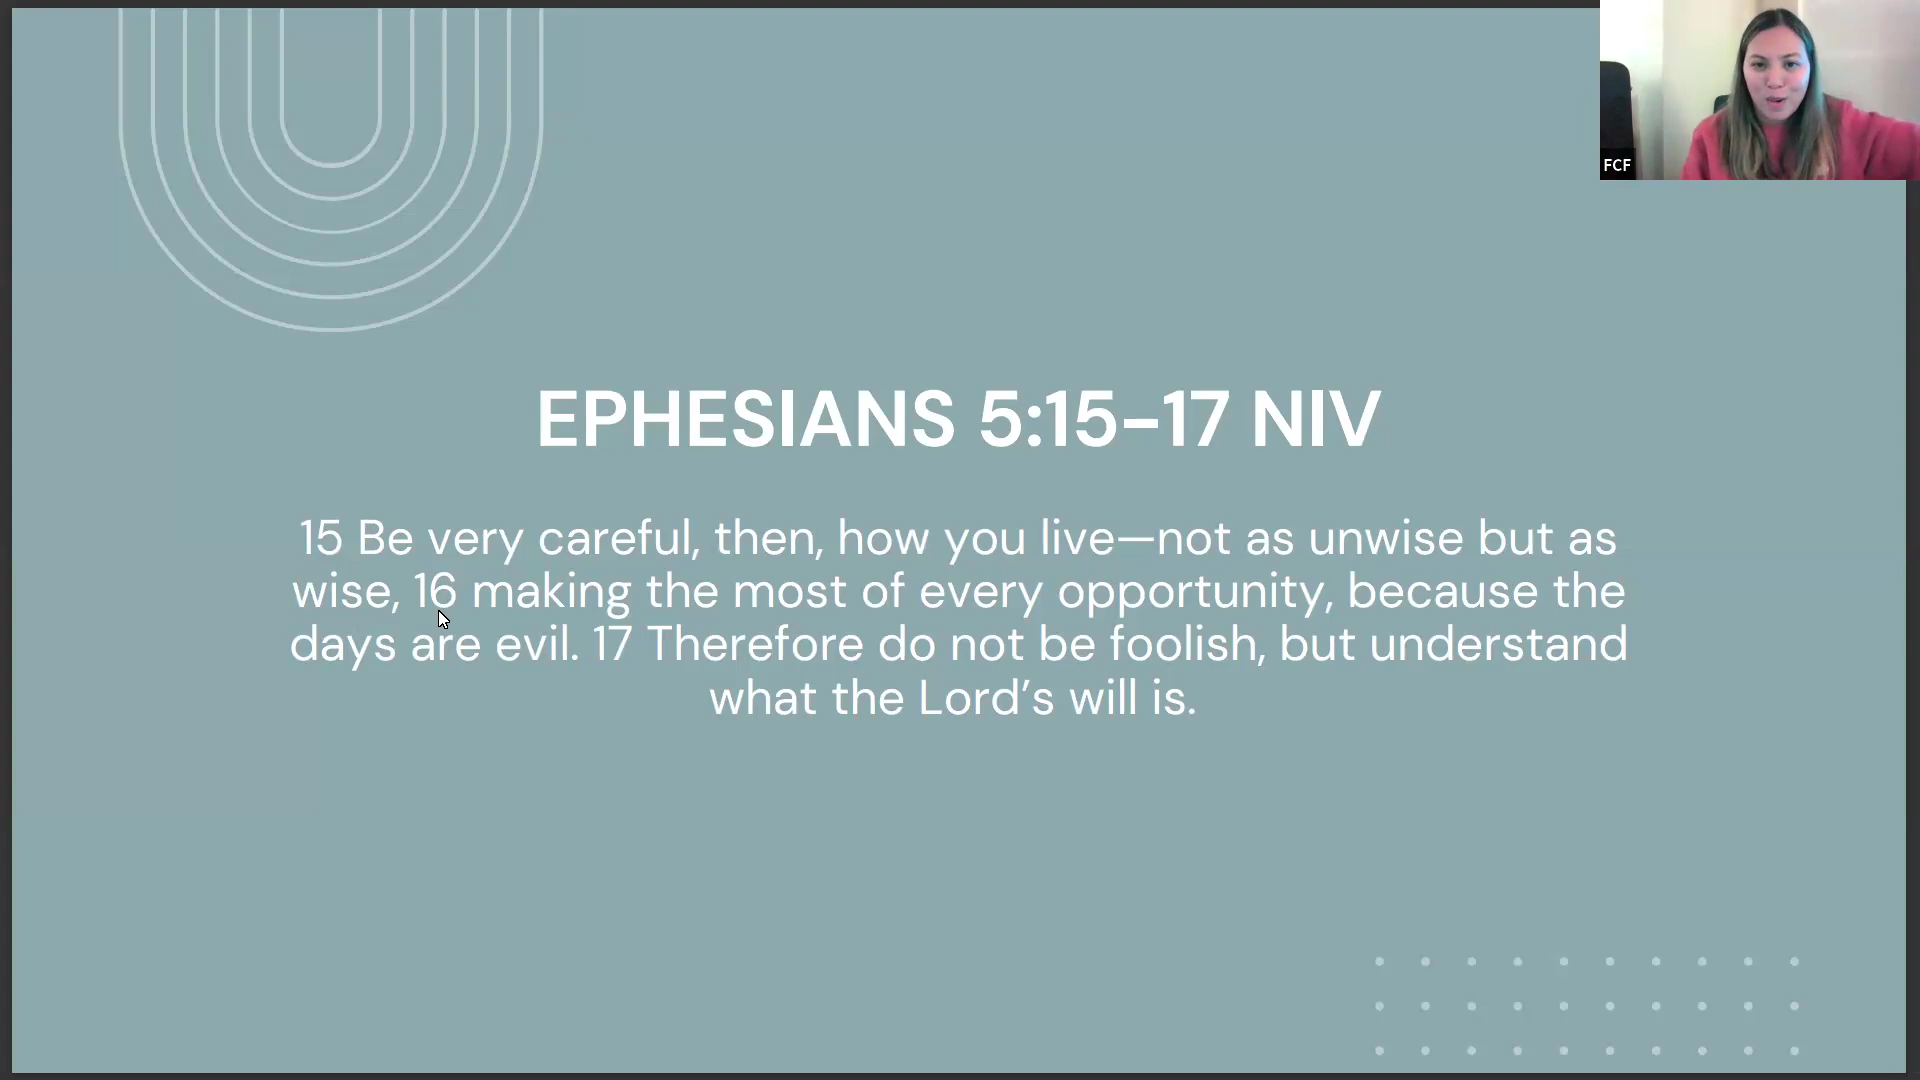 FCF
EPHESIANS 5:15-17 NIV
15 Be very careful, then, how you live—not as unwise but as
wise, 16 making the most of every opportunity, because the
days are evil. 17 Therefore do not be foolish, but understand
what the Lord’s will is.